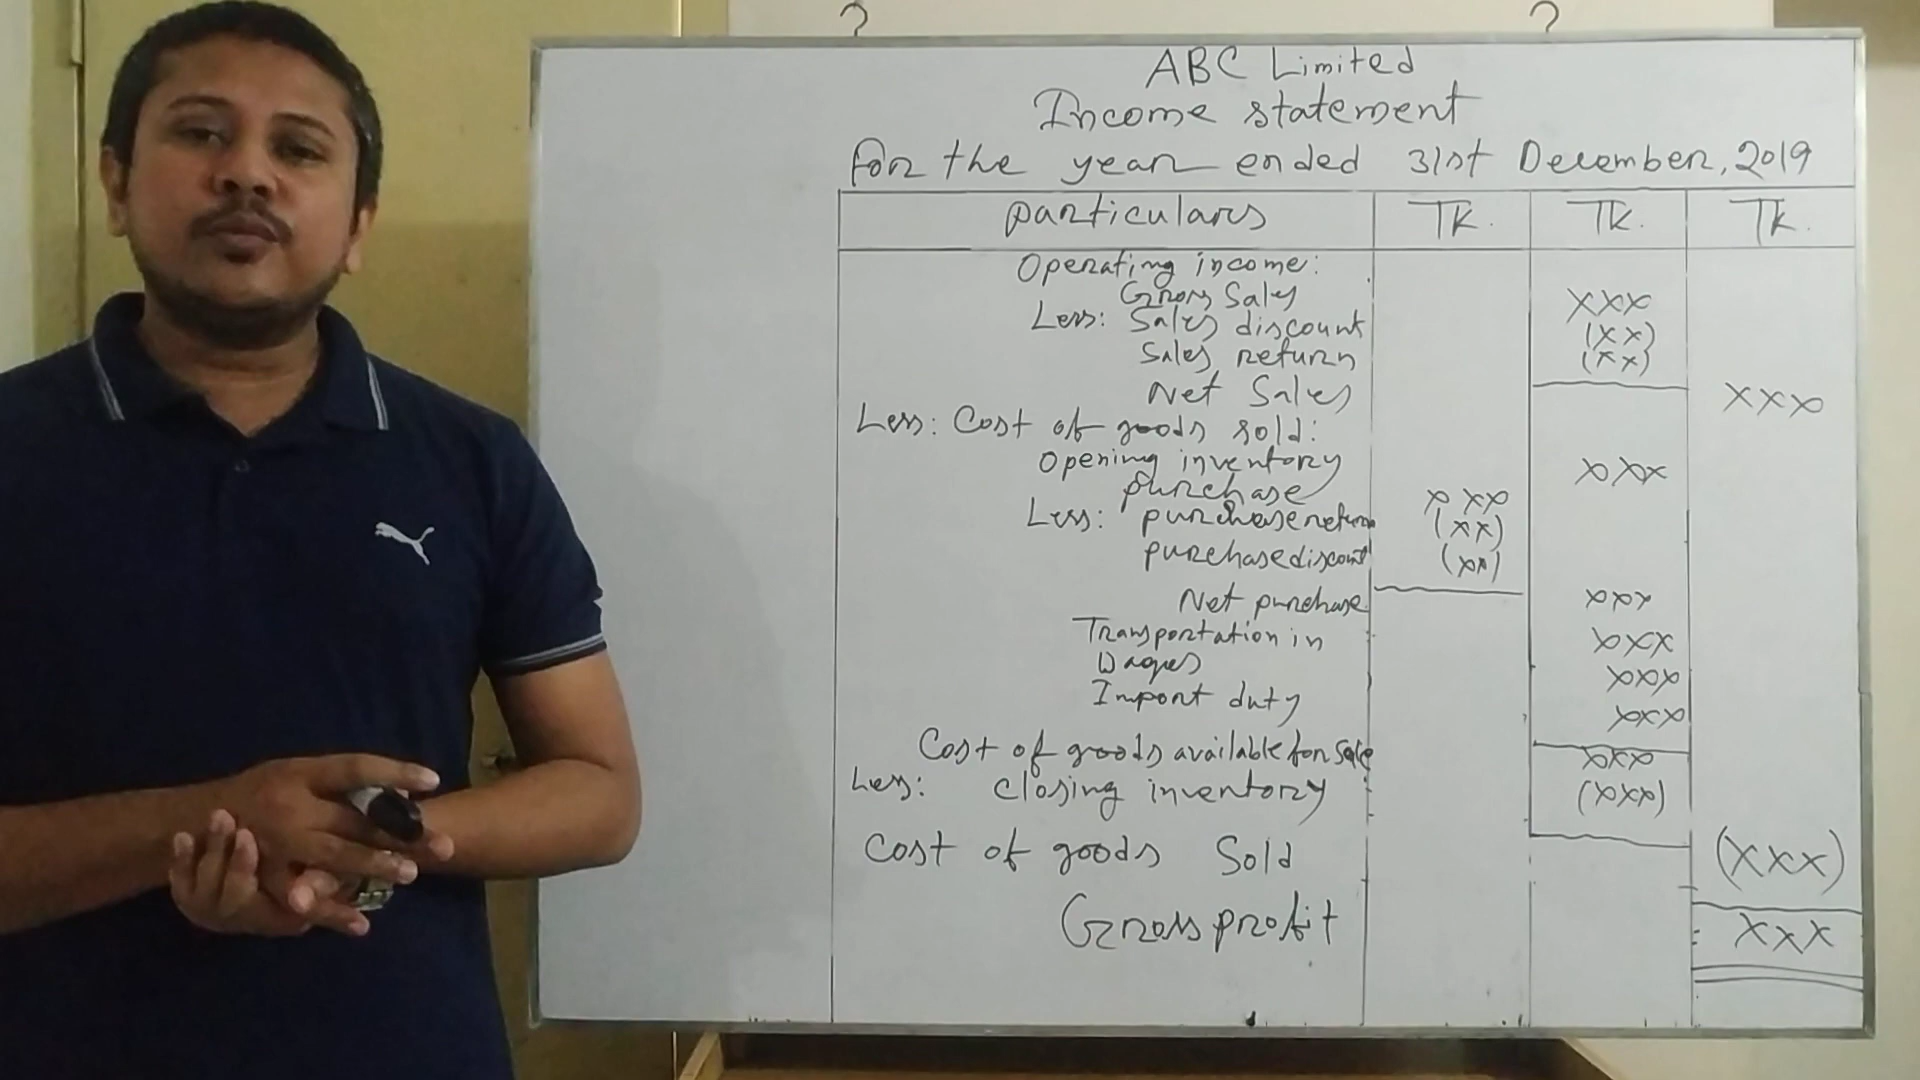 ABC Limited
Income statement
For the year ended 31st December, 2019
particulars Tk. Tk. Tk.
Operating income:
Gross Sales xxx
Less: Sales discount (xx)
Sales return (xx)
Net Sales xxx
Less: Cost of goods sold:
Opening inventory xxx
purchase xxx
Less: purchase return (xx)
purchase discount (xx)
Net purchase xxx
Transportation in xxx
Wages xxx
Import duty xxx
Cost of goods available for sale xxx
Less: closing inventory (xxx)
Cost of goods Sold (xxx)
Gross profit xxx